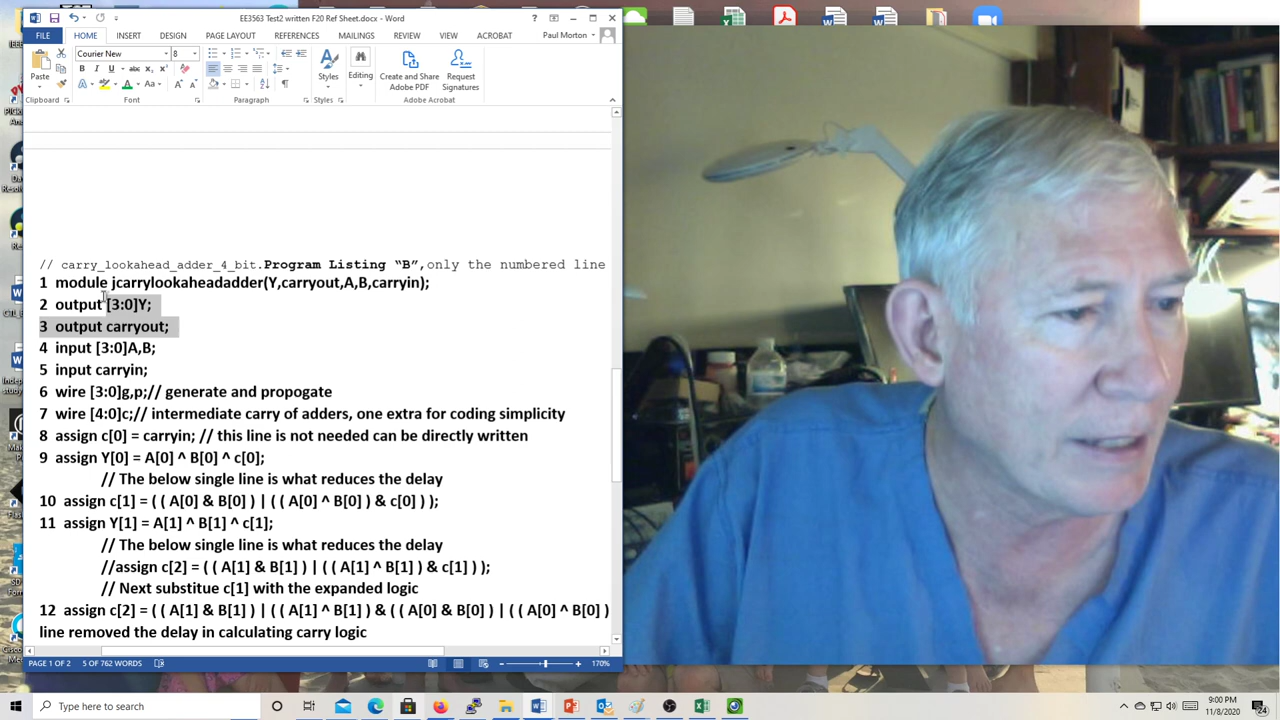 EE3563 Test2 written F20 Ref Sheet.docx - Word
FILE HOME INSERT DESIGN PAGE LAYOUT REFERENCES MAILINGS REVIEW VIEW ACROBAT Paul Morton
Courier New 8
Paste
Styles
Editing
Create and Share Adobe PDF
Request Signatures
Clipboard Font Paragraph Styles Adobe Acrobat
// carry_lookahead_adder_4_bit.Program Listing “B”,only the numbered line
1 module jcarrylookaheadadder(Y,carryout,A,B,carryin);
2 output [3:0]Y;
3 output carryout;
4 input [3:0]A,B;
5 input carryin;
6 wire [3:0]g,p;// generate and propogate
7 wire [4:0]c;// intermediate carry of adders, one extra for coding simplicity
8 assign c[0] = carryin; // this line is not needed can be directly written
9 assign Y[0] = A[0] ^ B[0] ^ c[0];
// The below single line is what reduces the delay
10 assign c[1] = ( ( A[0] & B[0] ) | ( ( A[0] ^ B[0] ) & c[0] ) );
11 assign Y[1] = A[1] ^ B[1] ^ c[1];
// The below single line is what reduces the delay
//assign c[2] = ( ( A[1] & B[1] ) | ( ( A[1] ^ B[1] ) & c[1] ) );
// Next substitue c[1] with the expanded logic
12 assign c[2] = ( ( A[1] & B[1] ) | ( ( A[1] ^ B[1] ) & ( ( A[0] & B[0] ) | ( ( A[0] ^ B[0] )
line removed the delay in calculating carry logic
PAGE 1 OF 2 5 OF 762 WORDS 170%
Type here to search
9:00 PM
11/8/2020
24